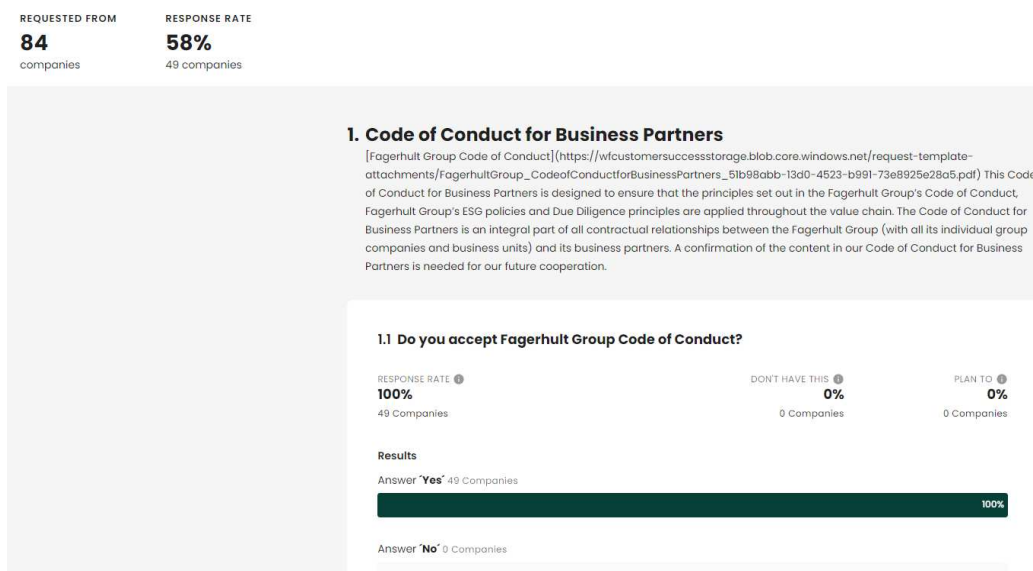 REQUESTED FROM
84
companies
RESPONSE RATE
58%
49 companies
1. Code of Conduct for Business Partners
[Fagerhult Group Code of Conduct](https://wfcustomersuccessstorage.blob.core.windows.net/request-template-
attachments/FagerhultGroup_CodeofConductforBusinessPartners_51b98abb-13d0-4523-b991-73e8925e28a5.pdf) This Code
of Conduct for Business Partners is designed to ensure that the principles set out in the Fagerhult Group's Code of Conduct,
Fagerhult Group's ESG policies and Due Diligence principles are applied throughout the value chain. The Code of Conduct for
Business Partners is an integral part of all contractual relationships between the Fagerhult Group (with all its individual group
companies and business units) and its business partners. A confirmation of the content in our Code of Conduct for Business
Partners is needed for our future cooperation.
1.1 Do you accept Fagerhult Group Code of Conduct?
RESPONSE RATE
100%
49 Companies
DON'T HAVE THIS
0%
0 Companies
PLAN TO
0%
0 Companies
Results
Answer ´Yes´ 49 Companies
100%
Answer ´No´ 0 Companies